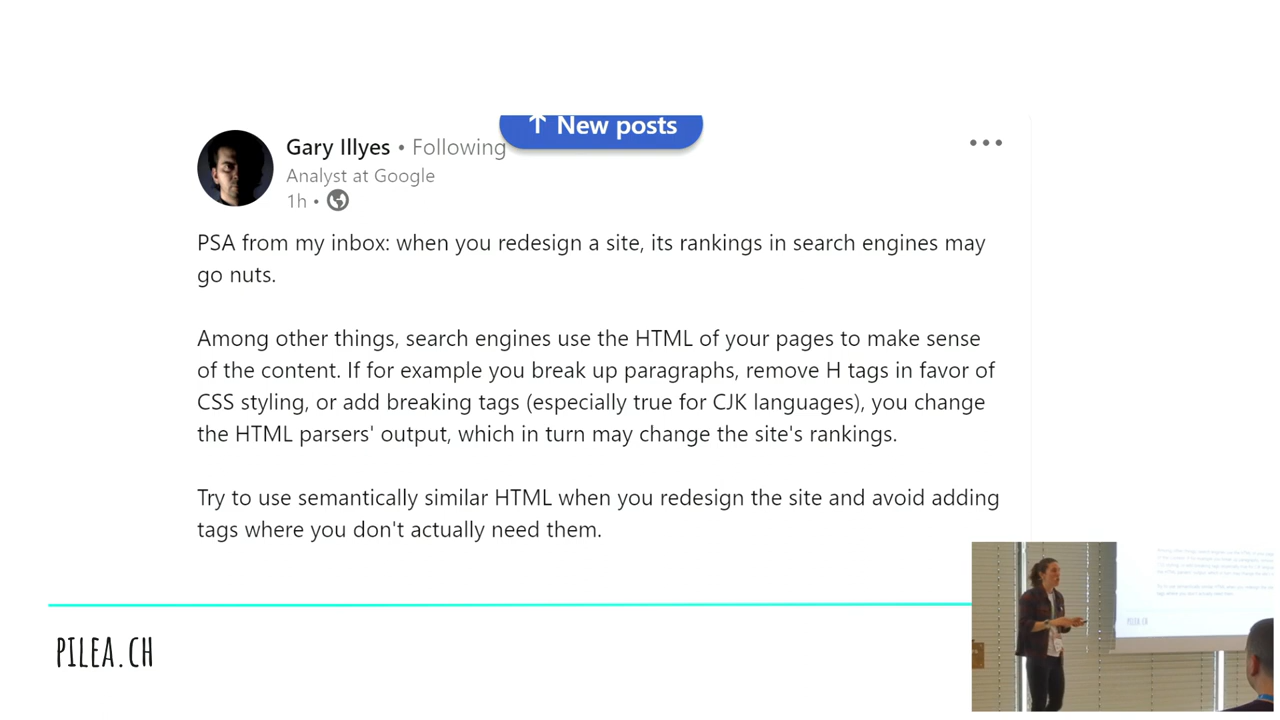 ↑ New posts
Gary Illyes • Following
Analyst at Google
1h •
PSA from my inbox: when you redesign a site, its rankings in search engines may
go nuts.
Among other things, search engines use the HTML of your pages to make sense
of the content. If for example you break up paragraphs, remove H tags in favor of
CSS styling, or add breaking tags (especially true for CJK languages), you change
the HTML parsers' output, which in turn may change the site's rankings.
Try to use semantically similar HTML when you redesign the site and avoid adding
tags where you don't actually need them.
PILEA.CH
PILEA.CH